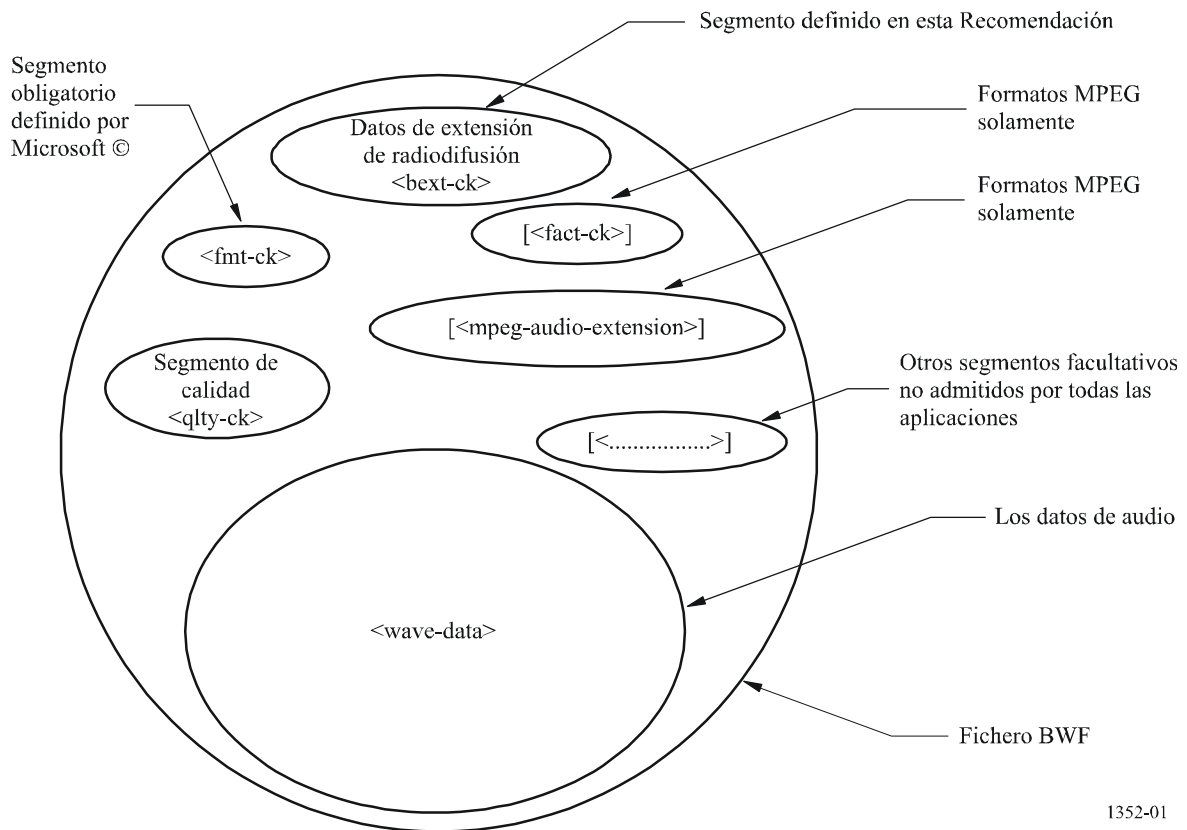 Segmento definido en esta Recomendación
Segmento
obligatorio
definido por
Microsoft ©
Formatos MPEG
solamente
Datos de extensión
de radiodifusión
<bext-ck>
Formatos MPEG
solamente
[<fact-ck>]
<fmt-ck>
[<mpeg-audio-extension>]
Segmento de
calidad
<qlty-ck>
Otros segmentos facultativos
no admitidos por todas las
aplicaciones
[<.................>]
Los datos de audio
<wave-data>
Fichero BWF
1352-01